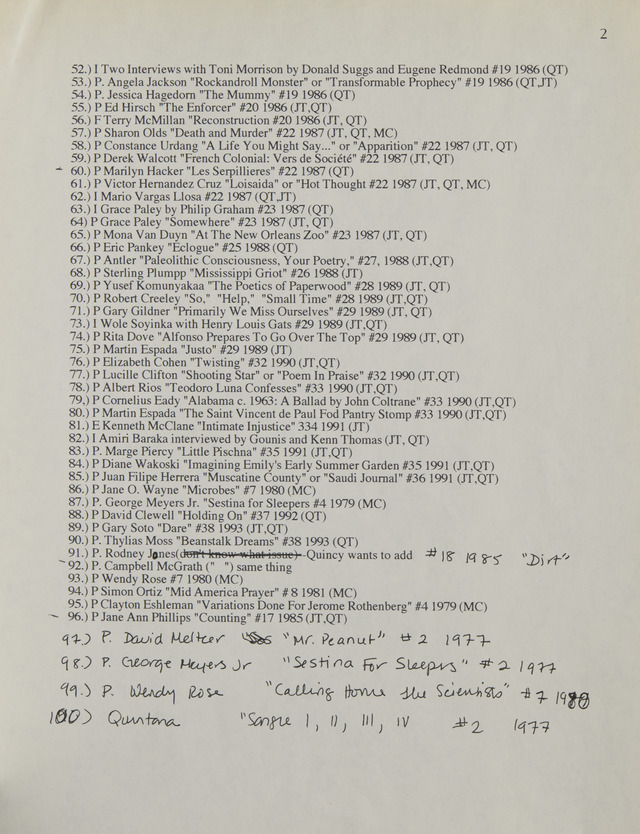 2
52.) I Two Interviews with Toni Morrison by Donald Suggs and Eugene Redmond #19 1986 (QT)
53.) P. Angela Jackson "Rockandroll Monster" or "Transformable Prophecy" #19 1986 (QT,JT)
54.) P. Jessica Hagedorn "The Mummy" #19 1986 (QT)
55.) P Ed Hirsch "The Enforcer" #20 1986 (JT,QT)
56.) F Terry McMillan "Reconstruction #20 1986 (JT, QT)
57.) P Sharon Olds "Death and Murder" #22 1987 (JT, QT, MC)
58.) P Constance Urdang "A Life You Might Say..." or "Apparition" #22 1987 (JT, QT)
59.) P Derek Walcott "French Colonial: Vers de Société" #22 1987 (JT, QT)
- 60.) P Marilyn Hacker "Les Serpillieres" #22 1987 (QT)
61.) P Victor Hernandez Cruz "Loisaida" or "Hot Thought #22 1987 (JT, QT, MC)
62.) I Mario Vargas Llosa #22 1987 (QT,JT)
63.) I Grace Paley by Philip Graham #23 1987 (QT)
64) P Grace Paley "Somewhere" #23 1987 (JT, QT)
65.) P Mona Van Duyn "At The New Orleans Zoo" #23 1987 (JT, QT)
66.) P Eric Pankey "Eclogue" #25 1988 (QT)
67.) P Antler "Paleolithic Consciousness, Your Poetry," #27, 1988 (JT,QT)
68.) P Sterling Plumpp "Mississippi Griot" #26 1988 (JT)
69.) P Yusef Komunyakaa "The Poetics of Paperwood" #28 1989 (JT, QT)
70.) P Robert Creeley "So," "Help," "Small Time" #28 1989 (JT,QT)
71.) P Gary Gildner "Primarily We Miss Ourselves" #29 1989 (JT, QT)
73.) I Wole Soyinka with Henry Louis Gats #29 1989 (JT,QT)
74.) P Rita Dove "Alfonso Prepares To Go Over The Top" #29 1989 (JT, QT)
75.) P Martin Espada "Justo" #29 1989 (JT)
76.) P Elizabeth Cohen "Twisting" #32 1990 (JT,QT)
77.) P Lucille Clifton "Shooting Star" or "Poem In Praise" #32 1990 (JT,QT)
78.) P Albert Rios "Teodoro Luna Confesses" #33 1990 (JT,QT)
79,) P Cornelius Eady "Alabama c. 1963: A Ballad by John Coltrane" #33 1990 (JT,QT)
80.) P Martin Espada "The Saint Vincent de Paul Fod Pantry Stomp #33 1990 (JT,QT)
81.) E Kenneth McClane "Intimate Injustice" 334 1991 (JT)
82.) I Amiri Baraka interviewed by Gounis and Kenn Thomas (JT, QT)
83.) P. Marge Piercy "Little Pischna" #35 1991 (JT,QT)
84.) P Diane Wakoski "Imagining Emily's Early Summer Garden #35 1991 (JT,QT)
85.) P Juan Filipe Herrera "Muscatine County" or "Saudi Journal" #36 1991 (JT,QT)
86.) P Jane O. Wayne "Microbes" #7 1980 (MC)
87.) P. George Meyers Jr. "Sestina for Sleepers #4 1979 (MC)
88.) P David Clewell "Holding On" #37 1992 (QT)
89.) P Gary Soto "Dare" #38 1993 (JT,QT)
90.) P. Thylias Moss "Beanstalk Dreams" #38 1993 (QT)
91.) P. Rodney Jones(don't know what issue)--Quincy wants to add #18 1985 "Dirt"
- 92.) P. Campbell McGrath (" ") same thing
93.) P Wendy Rose #7 1980 (MC)
94.) P Simon Ortiz "Mid America Prayer" # 8 1981 (MC)
95.) P Clayton Eshleman "Variations Done For Jerome Rothenberg" #4 1979 (MC)
- 96.) P Jane Ann Phillips "Counting" #17 1985 (JT,QT)
97.) P. David Meltzer "Mr. Peanut" #2 1977
98.) P. George Meyers Jr "Sestina For Sleepers" #2 1977
99.) P. Wendy Rose "Calling Home the Scientists" #7 1980
100) Quintana "Sangre I, II, III, IV #2 1977